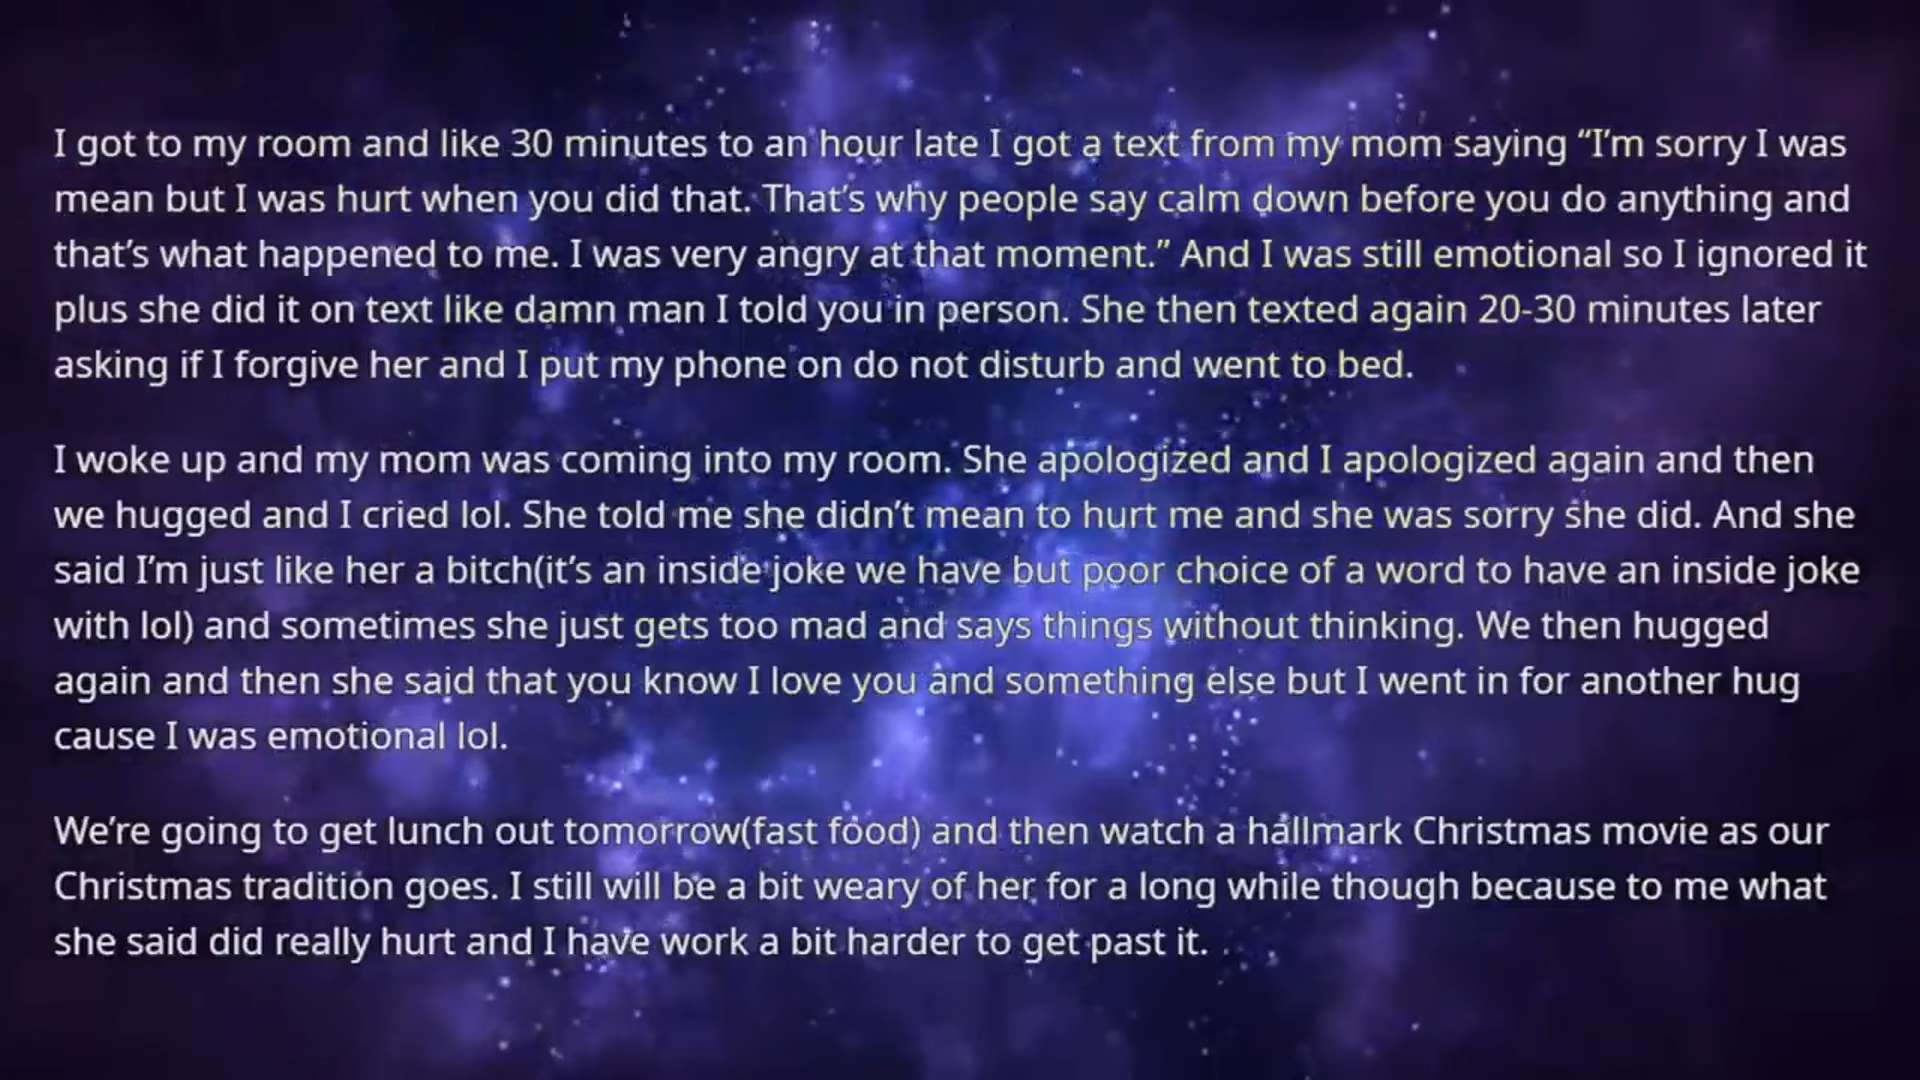 I got to my room and like 30 minutes to an hour late I got a text from my mom saying “I’m sorry I was
mean but I was hurt when you did that. That’s why people say calm down before you do anything and
that’s what happened to me. I was very angry at that moment.” And I was still emotional so I ignored it
plus she did it on text like damn man I told you in person. She then texted again 20-30 minutes later
asking if I forgive her and I put my phone on do not disturb and went to bed.
I woke up and my mom was coming into my room. She apologized and I apologized again and then
we hugged and I cried lol. She told me she didn’t mean to hurt me and she was sorry she did. And she
said I’m just like her a bitch(it’s an inside joke we have but poor choice of a word to have an inside joke
with lol) and sometimes she just gets too mad and says things without thinking. We then hugged
again and then she said that you know I love you and something else but I went in for another hug
cause I was emotional lol.
We’re going to get lunch out tomorrow(fast food) and then watch a hallmark Christmas movie as our
Christmas tradition goes. I still will be a bit weary of her for a long while though because to me what
she said did really hurt and I have work a bit harder to get past it.